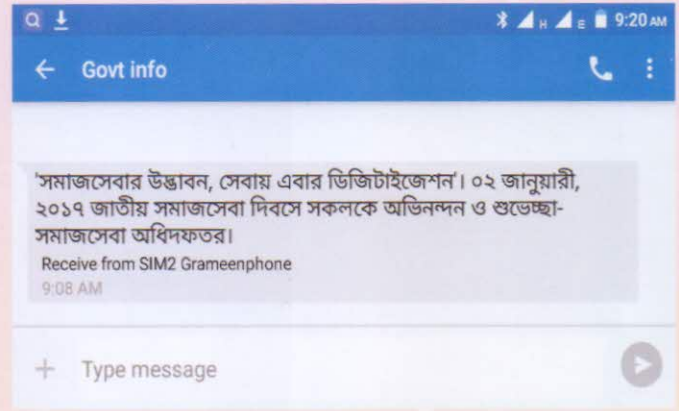 H E 9:20 AM
Govt info
'সমাজসেবার উদ্ভাবন, সেবায় এবার ডিজিটাইজেশন'। ০২ জানুয়ারী,
২০১৭ জাতীয় সমাজসেবা দিবসে সকলকে অভিনন্দন ও শুভেচ্ছা-
সমাজসেবা অধিদফতর।
Receive from SIM2 Grameenphone
9:08 AM
Type message